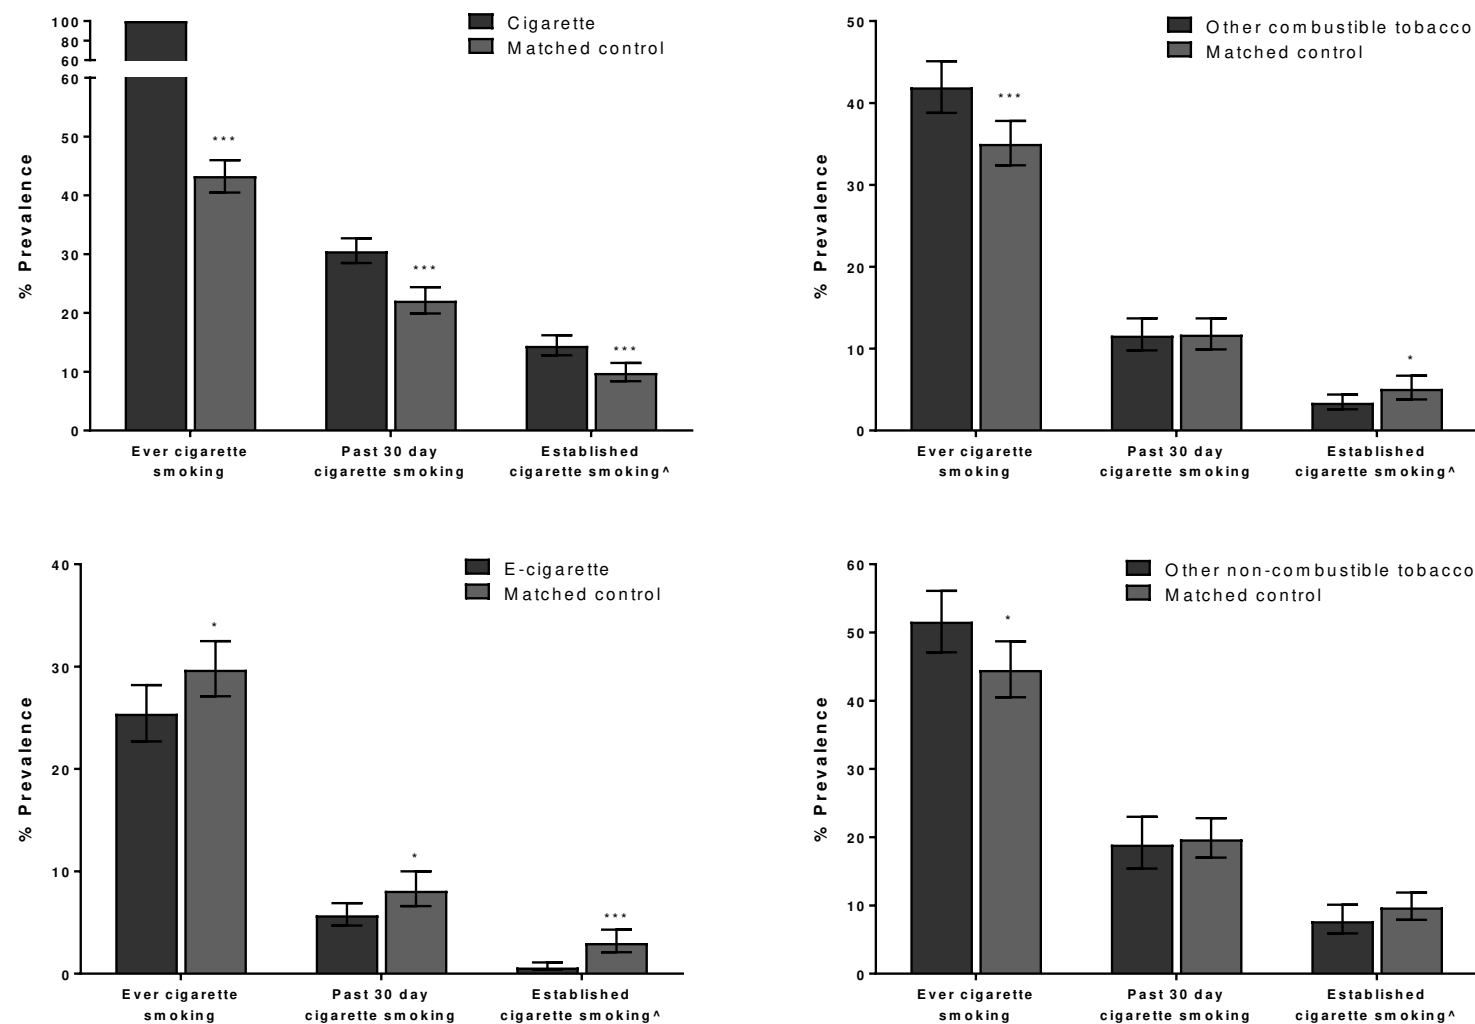 Cigarette
Matched control
100
80
60
60
50
40
30
20
10
0
% Prevalence
***
***
***
Ever cigarette
smoking
Past 30 day
cigarette smoking
Established
cigarette smoking^
Other combustible tobacco
Matched control
50
40
30
20
10
0
% Prevalence
***
*
Ever cigarette
smoking
Past 30 day
cigarette smoking
Established
cigarette smoking^
E-cigarette
Matched control
40
30
20
10
0
% Prevalence
*
*
***
Ever cigarette
smoking
Past 30 day
cigarette smoking
Established
cigarette smoking^
Other non-combustible tobacco
Matched control
60
50
40
30
20
10
0
% Prevalence
*
Ever cigarette
smoking
Past 30 day
cigarette smoking
Established
cigarette smoking^